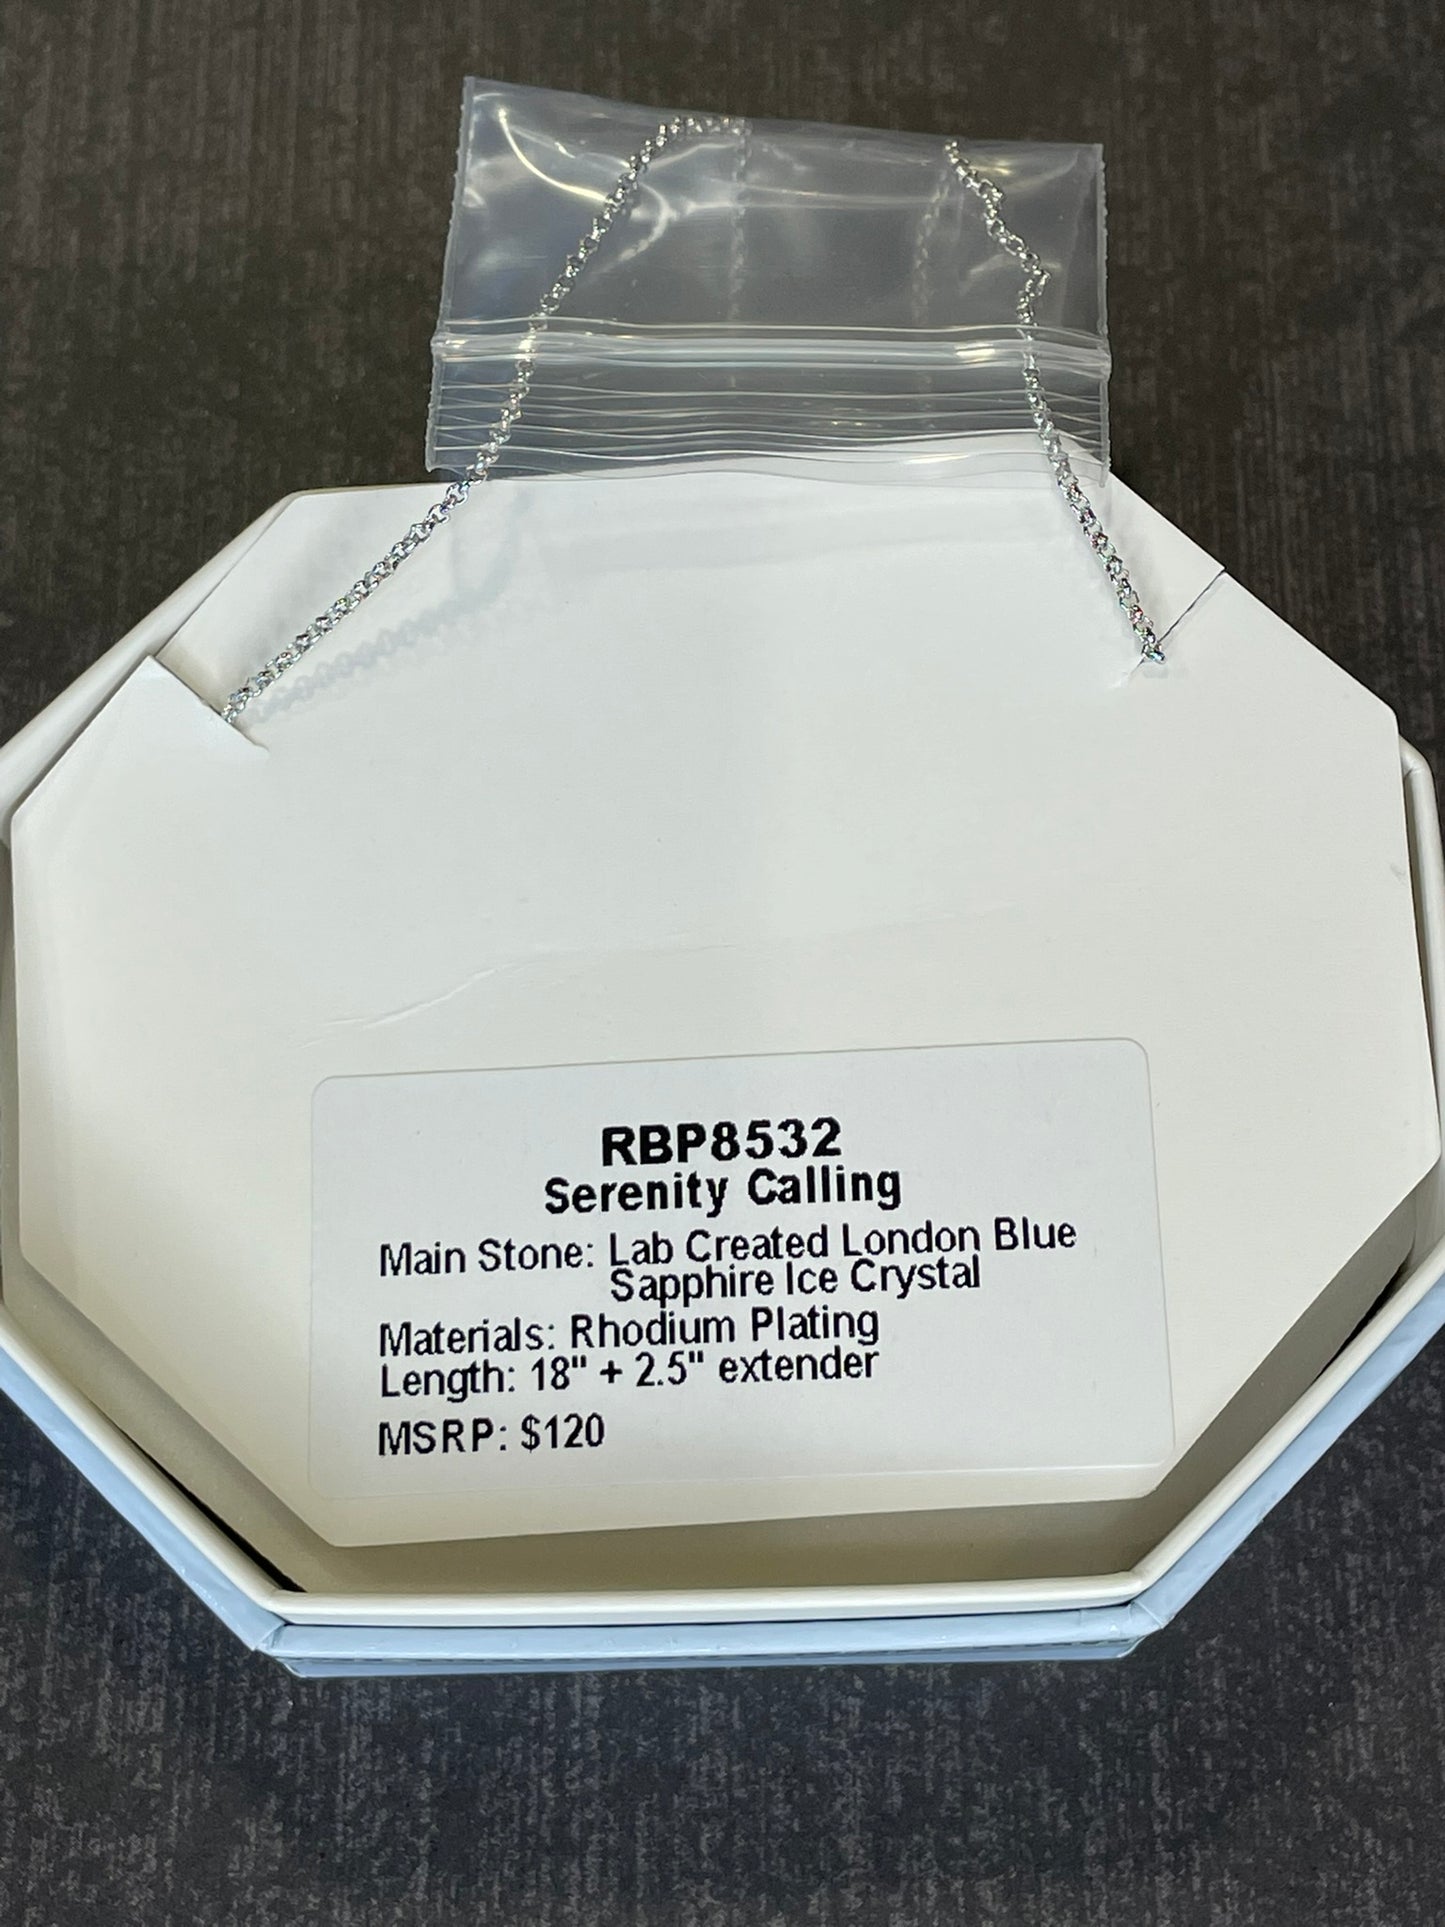 RBP8532
Serenity Calling
Main Stone: Lab Created London Blue
Sapphire Ice Crystal
Materials: Rhodium Plating
Length: 18" + 2.5" extender
MSRP: $120